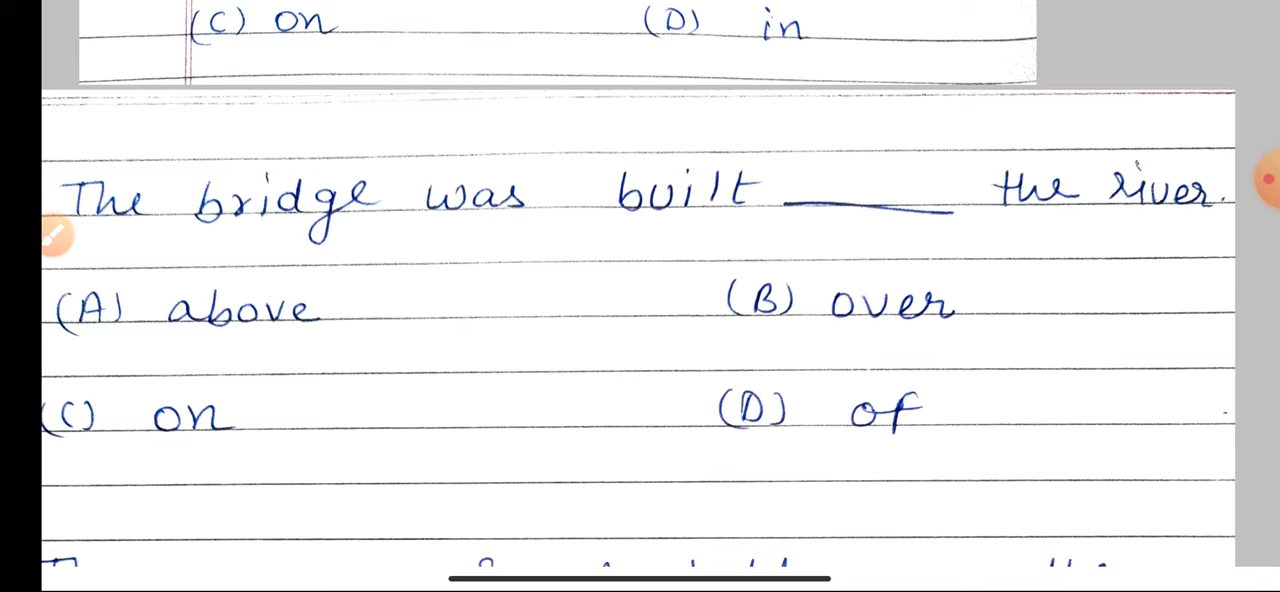 (C) on (D) in
The bridge was built ______ the river.
(A) above (B) over
(C) on (D) of